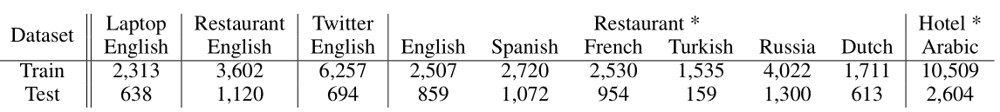 Dataset Laptop Restaurant Twitter Restaurant * Hotel *
English English English English Spanish French Turkish Russia Dutch Arabic
Train 2,313 3,602 6,257 2,507 2,720 2,530 1,535 4,022 1,711 10,509
Test 638 1,120 694 859 1,072 954 159 1,300 613 2,604